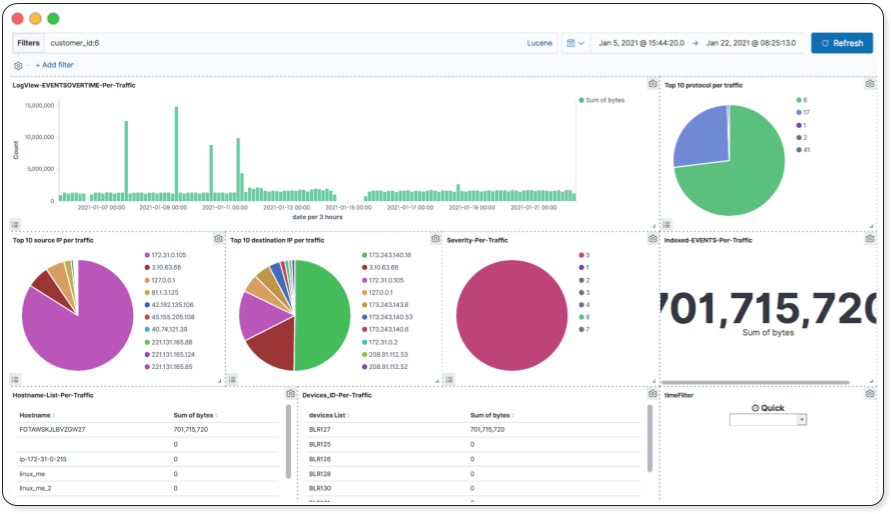 Filters customer_id:6 Lucene Jan 5, 2021 @ 15:44:20.0 → Jan 22, 2021 @ 08:25:13.0 Refresh
+ Add filter
LogView-EVENTSOVERTIME-Per-Traffic
15,000,000
10,000,000
5,000,000
0
Count
2021-01-07 00:00 2021-01-09 00:00 2021-01-11 00:00 2021-01-13 00:00 2021-01-15 00:00 2021-01-17 00:00 2021-01-19 00:00 2021-01-21 00:00
date per 3 hours
Sum of bytes
Top 10 protocol per traffic
6
17
1
2
41
Top 10 source IP per traffic
172.31.0.105
3.10.63.66
127.0.0.1
81.1.3.125
42.192.135.106
45.155.205.108
40.74.121.39
221.131.165.86
221.131.165.124
221.131.165.85
Top 10 destination IP per traffic
173.243.140.16
3.10.63.66
172.31.0.105
127.0.0.1
173.243.143.6
173.243.140.53
173.243.140.6
172.31.0.2
208.91.112.53
208.91.112.52
Severity-Per-Traffic
5
1
2
3
4
6
7
Indexed-EVENTS-Per-Traffic
701,715,720
Sum of bytes
Hostname-List-Per-Traffic
Hostname Sum of bytes
FGTAWSKJLBVZGW27 701,715,720
0
ip-172-31-0-215 0
linux_me 0
linux_me_2 0
Devices_ID-Per-Traffic
devices List Sum of bytes
BLR127 701,715,720
BLR125 0
BLR126 0
BLR128 0
BLR130 0
timeFilter
Quick